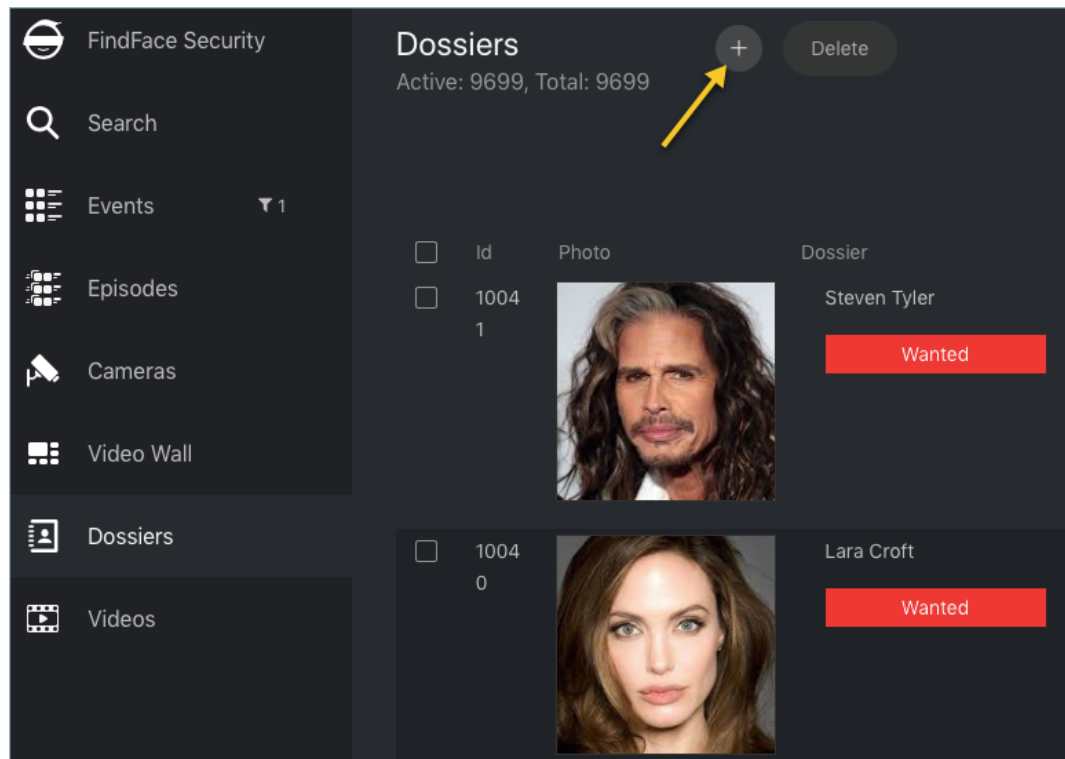 FindFace Security
Search
Events 1
Episodes
Cameras
Video Wall
Dossiers
Videos
Dossiers
+ Delete
Active: 9699, Total: 9699
Id Photo Dossier
1004
1
Steven Tyler
Wanted
1004
0
Lara Croft
Wanted